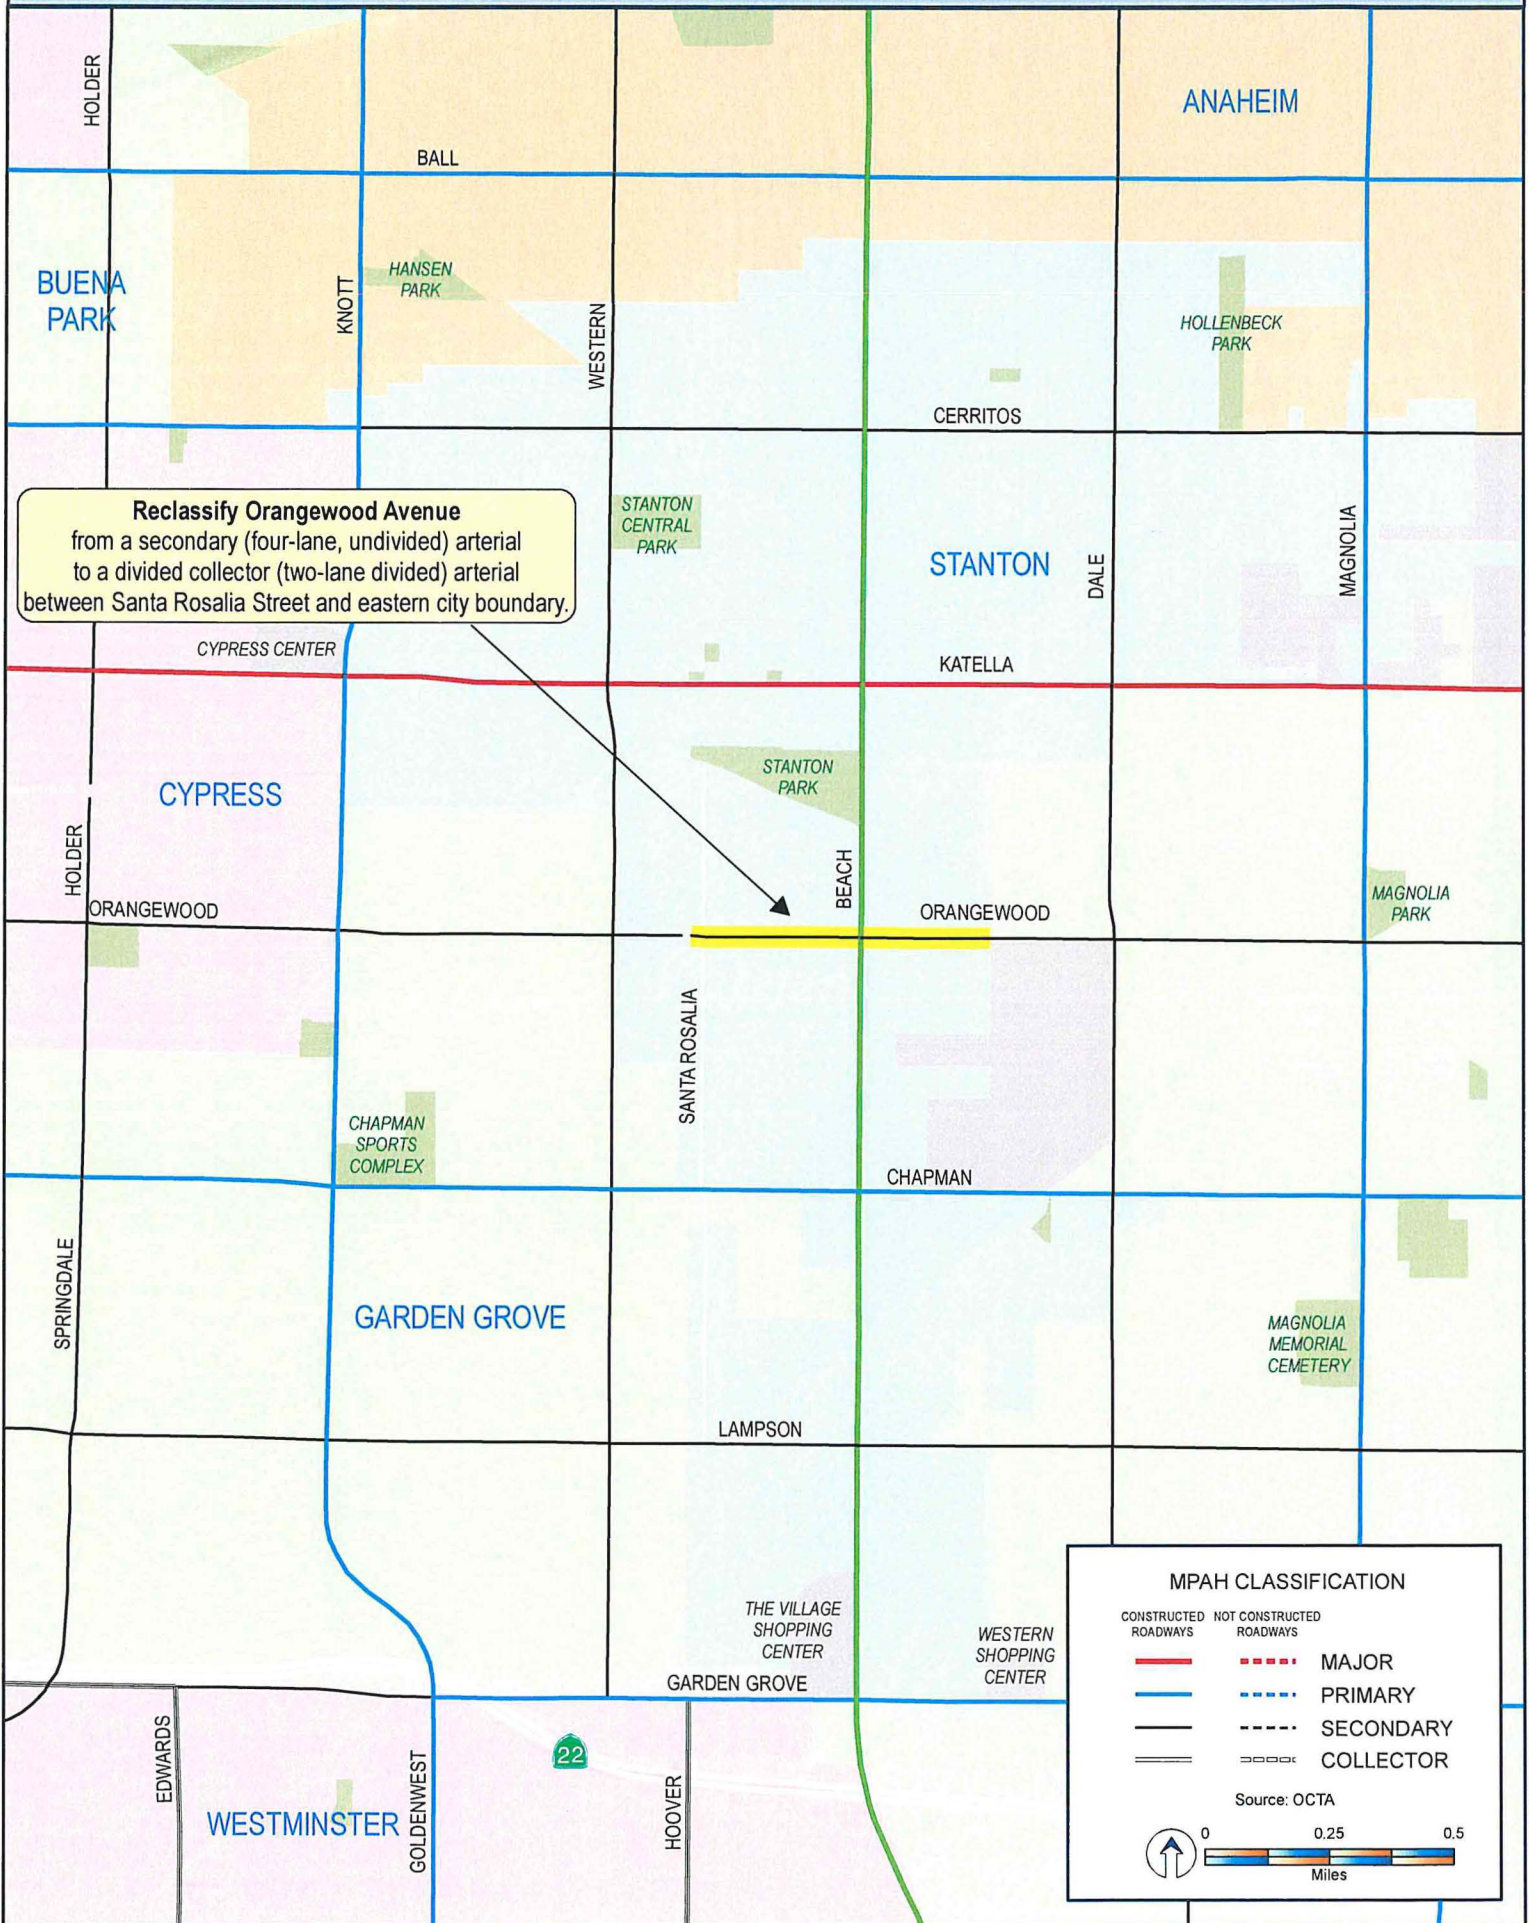 HOLDER
ANAHEIM
BALL
BUENA
PARK
KNOTT
HANSEN
PARK
WESTERN
HOLLENBECK
PARK
CERRITOS
Reclassify Orangewood Avenue
from a secondary (four-lane, undivided) arterial
to a divided collector (two-lane divided) arterial
between Santa Rosalia Street and eastern city boundary.
STANTON
CENTRAL
PARK
STANTON
DALE
MAGNOLIA
CYPRESS CENTER
KATELLA
CYPRESS
STANTON
PARK
HOLDER
BEACH
ORANGEWOOD
ORANGEWOOD
MAGNOLIA
PARK
SANTA ROSALIA
CHAPMAN
SPORTS
COMPLEX
CHAPMAN
SPRINGDALE
GARDEN GROVE
MAGNOLIA
MEMORIAL
CEMETERY
LAMPSON
THE VILLAGE
SHOPPING
CENTER
WESTERN
SHOPPING
CENTER
GARDEN GROVE
EDWARDS
22
GOLDENWEST
HOOVER
WESTMINSTER
MPAH CLASSIFICATION
CONSTRUCTED NOT CONSTRUCTED
ROADWAYS ROADWAYS
MAJOR
PRIMARY
SECONDARY
COLLECTOR
Source: OCTA
0 0.25 0.5
Miles